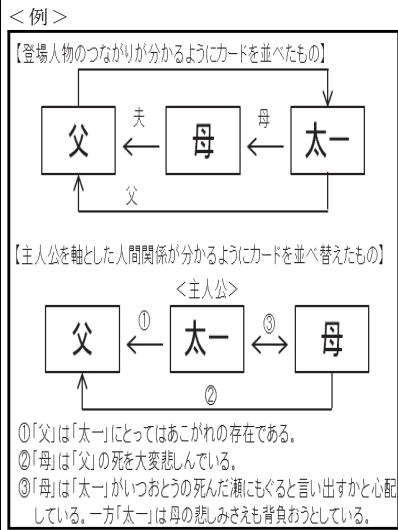 ＜例＞
【登場人物のつながりが分かるようにカードを並べたもの】
夫 母
父 母 太一
父
【主人公を軸とした人間関係が分かるようにカードを並べ替えたもの】
＜主人公＞
① ③
父 太一 母
②
①「父」は「太一」にとってはあこがれの存在である。
②「母」は「父」の死を大変悲しんでいる。
③「母」は「太一」がいつおとうの死んだ瀬にもぐると言い出すかと心配
している。一方「太一」は母の悲しみさえも背負おうとしている。